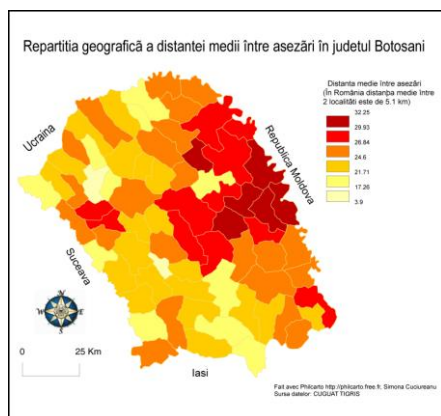 Repartitia geografică a distantei medii între asezări în judetul Botosani
Distanta medie între asezări
(În România distanþa medie între
2 localităti este de 5.1 km)
32.25
29.93
26.84
24.6
21.71
17.26
3.9
Ucraina
Republica Moldova
Suceava
Iasi
N
W
E
S
0
25 Km
Fait avec Philcarto http://philcarto.free.fr, Simona Cuciureanu
Sursa datelor: CUGUAT TIGRIS